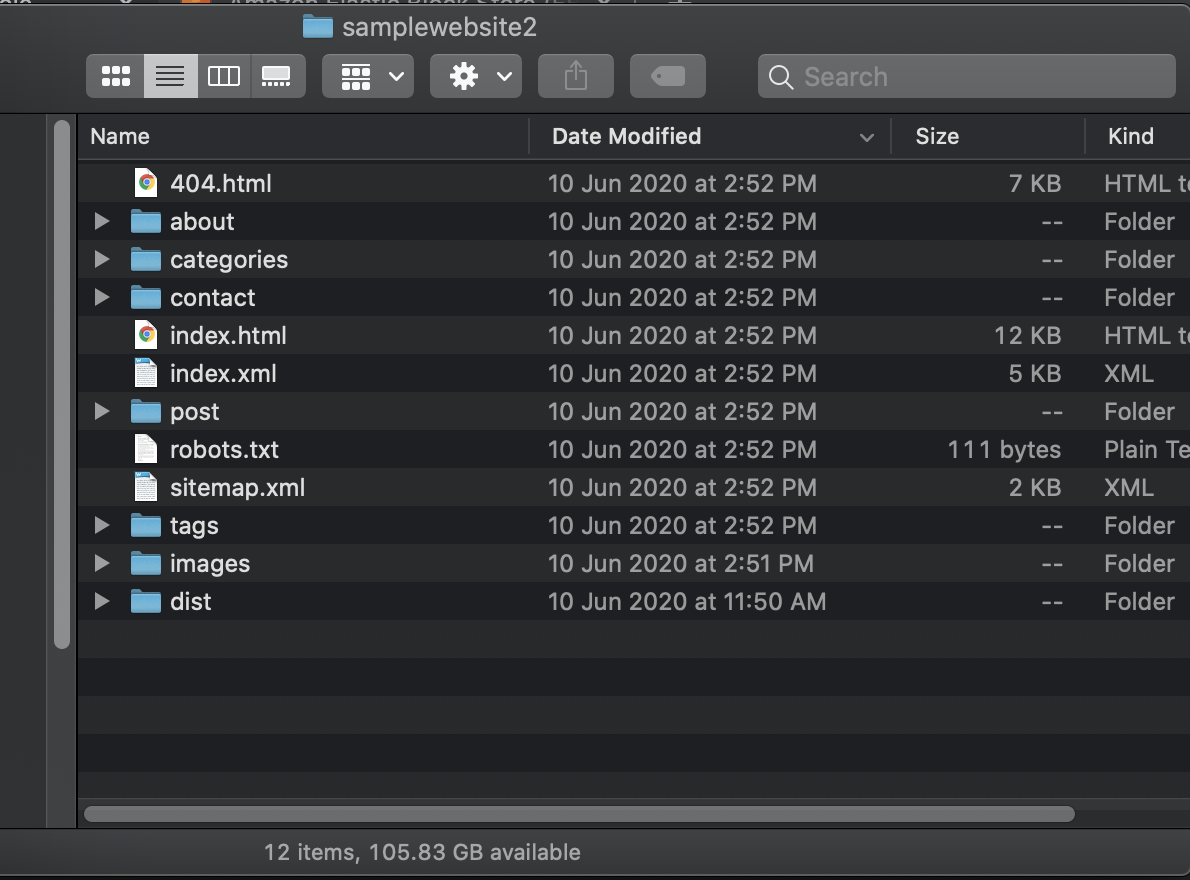 samplewebsite2
Search
Name Date Modified Size Kind
404.html 10 Jun 2020 at 2:52 PM 7 KB HTML
about 10 Jun 2020 at 2:52 PM -- Folder
categories 10 Jun 2020 at 2:52 PM -- Folder
contact 10 Jun 2020 at 2:52 PM -- Folder
index.html 10 Jun 2020 at 2:52 PM 12 KB HTML
index.xml 10 Jun 2020 at 2:52 PM 5 KB XML
post 10 Jun 2020 at 2:52 PM -- Folder
robots.txt 10 Jun 2020 at 2:52 PM 111 bytes Plain Te
sitemap.xml 10 Jun 2020 at 2:52 PM 2 KB XML
tags 10 Jun 2020 at 2:52 PM -- Folder
images 10 Jun 2020 at 2:51 PM -- Folder
dist 10 Jun 2020 at 11:50 AM -- Folder
12 items, 105.83 GB available